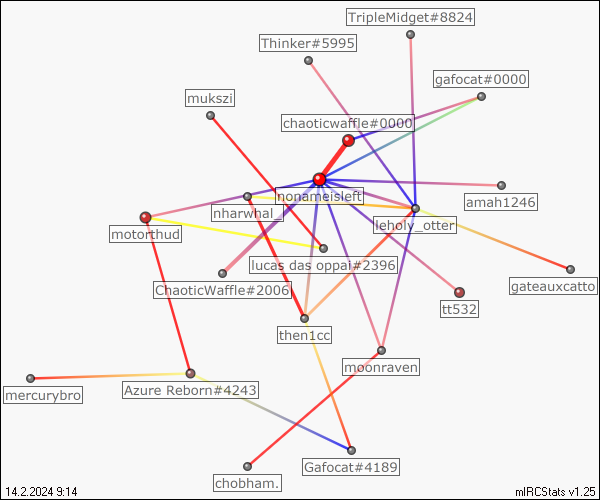 TripleMidget#8824
Thinker#5995
gafocat#0000
mukszi
chaoticwaffle#0000
nonameisleft
amah1246
nharwhal_
leholy_otter
motorthud
lucas das oppai#2396
ChaoticWaffle#2006
gateauxcatto
tt532
then1cc
moonraven
mercurybro
Azure Reborn#4243
Gafocat#4189
chobham.
14.2.2024 9:14
mIRCStats v1.25